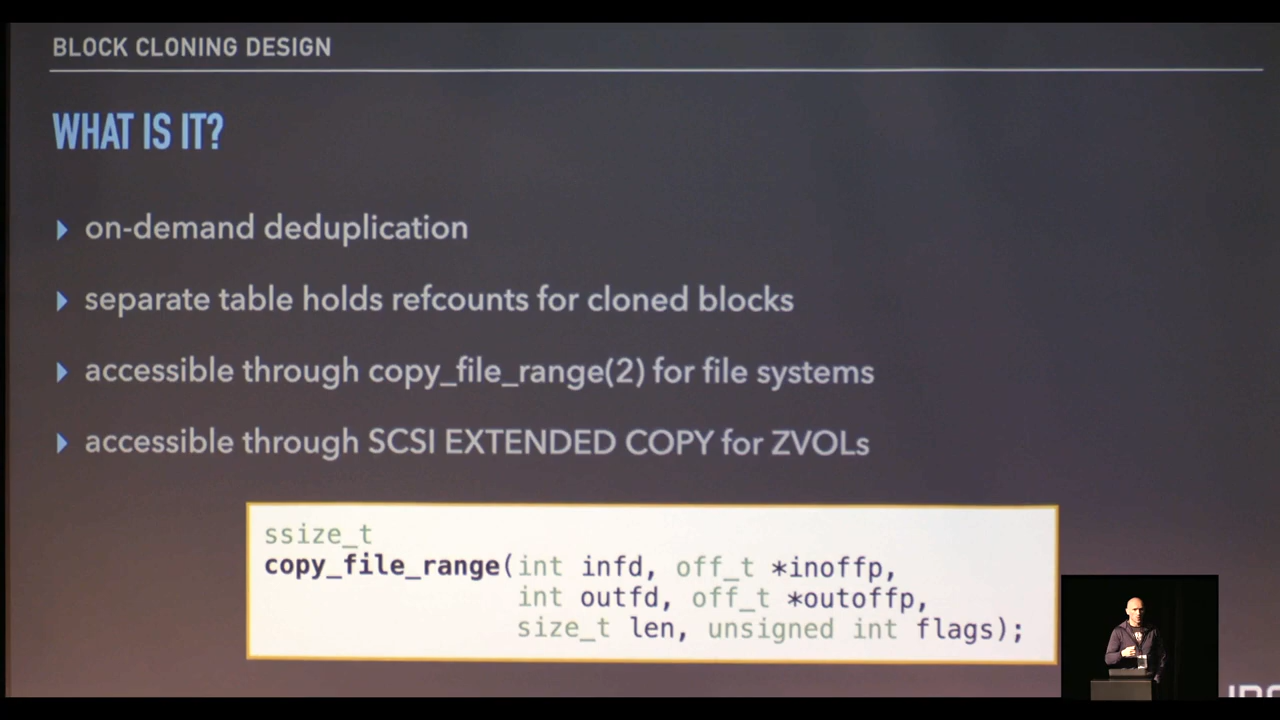 BLOCK CLONING DESIGN
WHAT IS IT?
on-demand deduplication
separate table holds refcounts for cloned blocks
accessible through copy_file_range(2) for file systems
accessible through SCSI EXTENDED COPY for ZVOLs
ssize_t
copy_file_range(int infd, off_t *inoffp,
int outfd, off_t *outoffp,
size_t len, unsigned int flags);